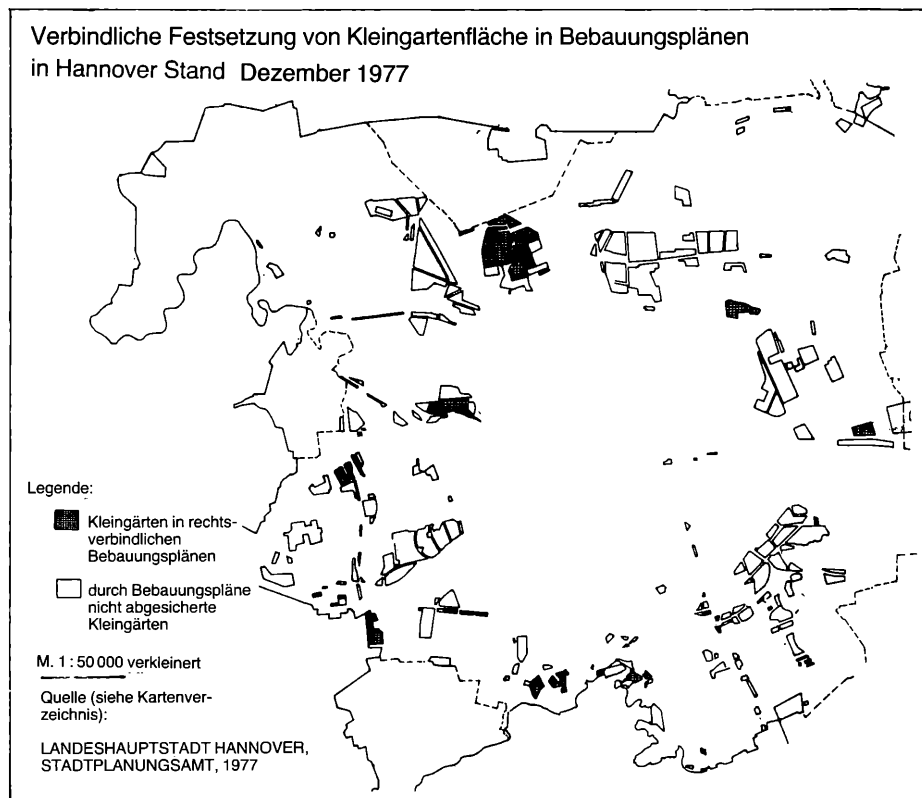 Verbindliche Festsetzung von Kleingartenfläche in Bebauungsplänen
in Hannover Stand Dezember 1977
Legende:
Kleingärten in rechts-
verbindlichen
Bebauungsplänen
durch Bebauungspläne
nicht abgesicherte
Kleingärten
M. 1 : 50 000 verkleinert
Quelle (siehe Kartenver-
zeichnis):
LANDESHAUPTSTADT HANNOVER,
STADTPLANUNGSAMT, 1977